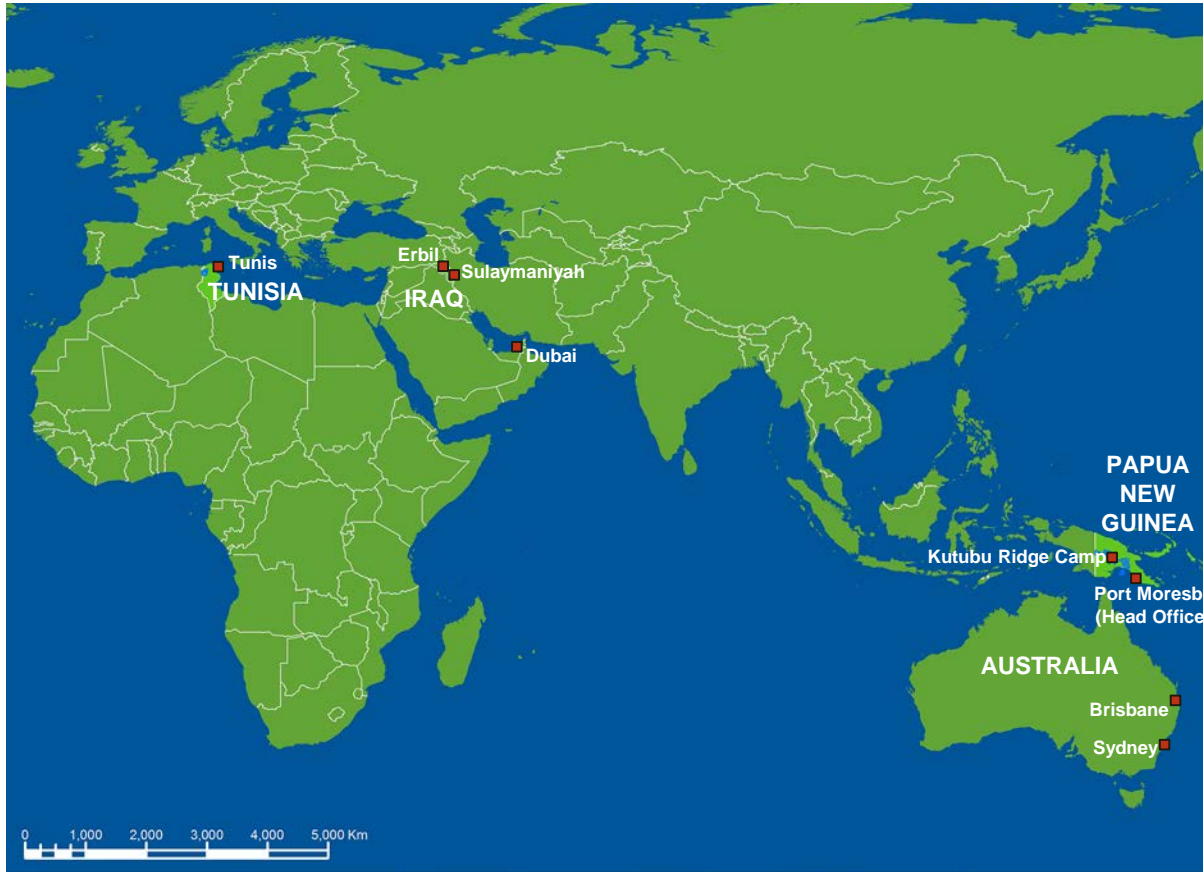 Tunis
TUNISIA
Erbil
Sulaymaniyah
IRAQ
Dubai
PAPUA
NEW
GUINEA
Kutubu Ridge Camp
Port Moresb
(Head Office
AUSTRALIA
Brisbane
Sydney
0 1,000 2,000 3,000 4,000 5,000 Km